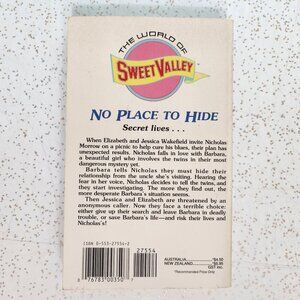 THE WORLD OF
SWEET VALLEY
NO PLACE TO HIDE
Secret lives . . .
When Elizabeth and Jessica Wakefield invite Nicholas
Morrow on a picnic to help cure his blues, their plan has
unexpected results. Nicholas falls in love with Barbara,
a beautiful girl who involves the twins in their most
dangerous mystery yet.
Barbara tells Nicholas they must hide their
relationship from the uncle she's visiting. Hearing the
fear in her voice, Nicholas decides to tell the twins, and
they start investigating. The more they find out, the
more desperate Barbara's situation seems.
Then Jessica and Elizabeth are threatened by an
anonymous caller. Now they face a terrible choice:
either give up their search and leave Barbara in deadly
trouble, or save Barbara's life—and risk their lives and
Nicholas's!
ISBN 0-553-27554-2
27554
0 76783 00350 7
AUSTRALIA
NEW ZEALAND
GST Inc.
*Recommended Price Only